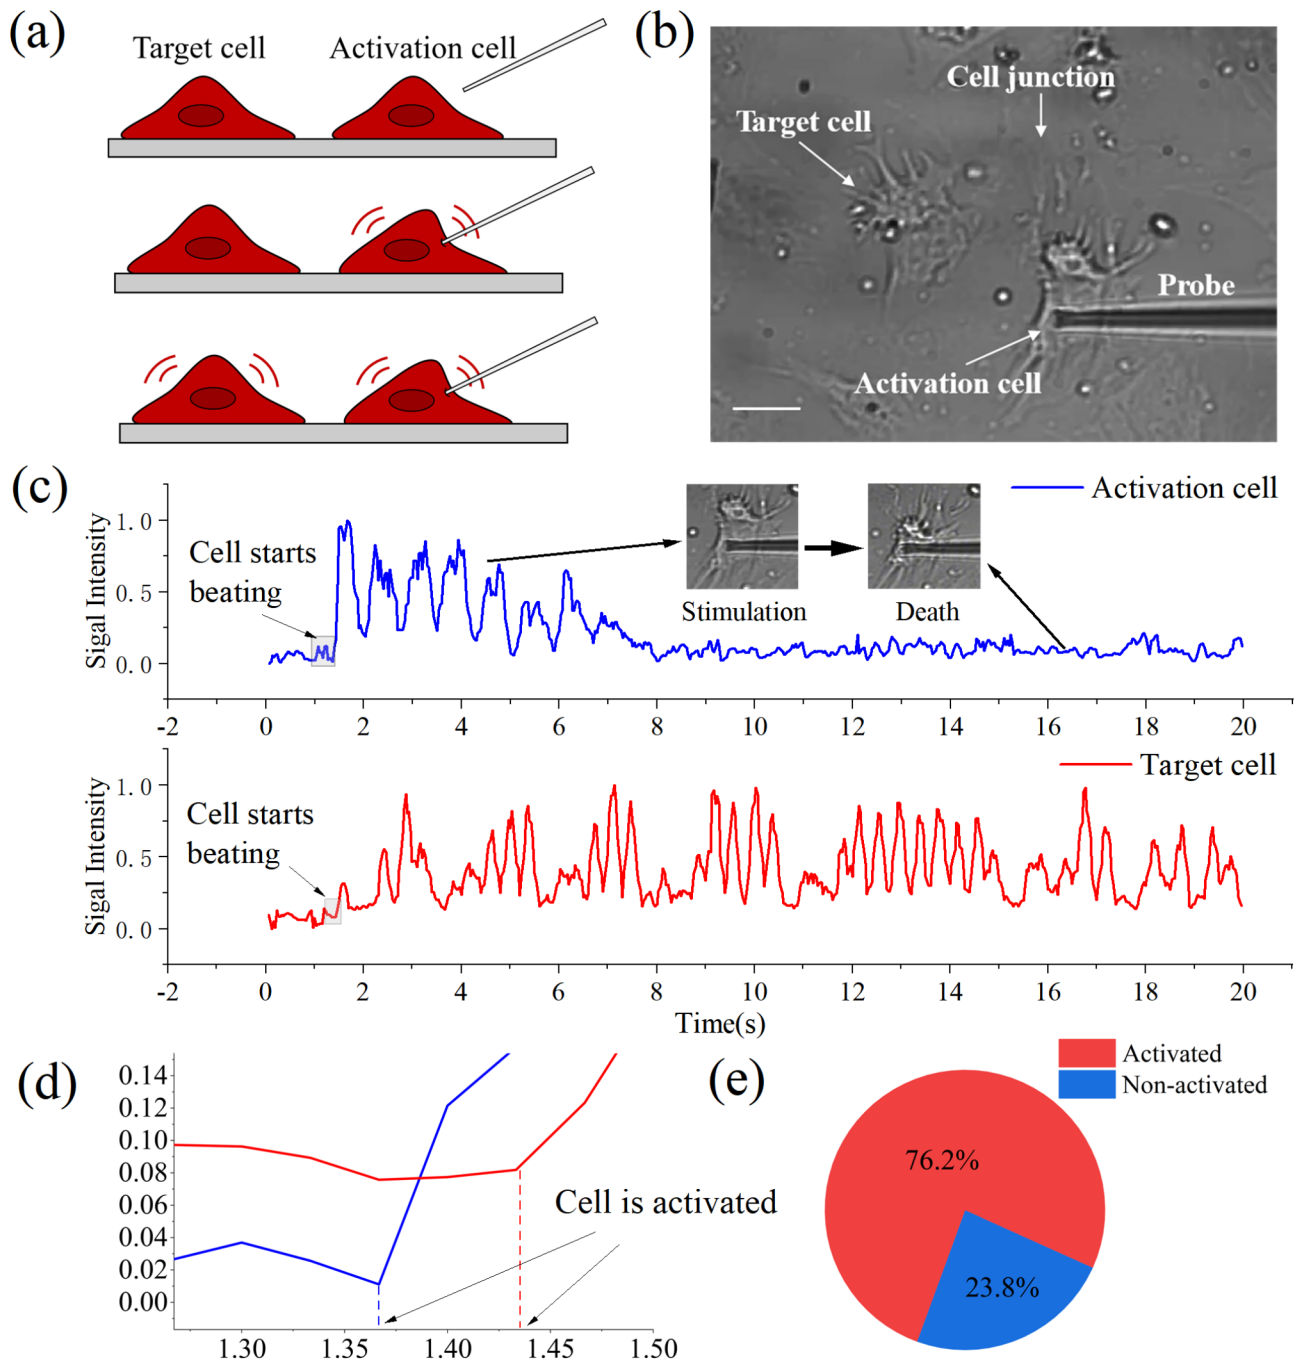 (a)
Target cell
Activation cell
(b)
Cell junction
Target cell
Probe
Activation cell
(c)
Activation cell
Sigal Intensity
1.0
0.5
0.0
Cell starts
beating
Stimulation
Death
-2 0 2 4 6 8 10 12 14 16 18 20
Target cell
Sigal Intensity
1.0
0.5
0.0
Cell starts
beating
-2 0 2 4 6 8 10 12 14 16 18 20
Time(s)
(d)
0.14
0.12
0.10
0.08
0.06
0.04
0.02
0.00
Cell is activated
1.30 1.35 1.40 1.45 1.50
(e)
Activated
Non-activated
76.2%
23.8%